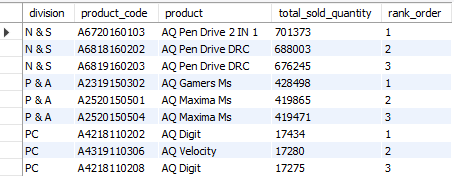 division product_code product total_sold_quantity rank_order
N & S A6720160103 AQ Pen Drive 2 IN 1 701373 1
N & S A6818160202 AQ Pen Drive DRC 688003 2
N & S A6819160203 AQ Pen Drive DRC 676245 3
P & A A2319150302 AQ Gamers Ms 428498 1
P & A A2520150501 AQ Maxima Ms 419865 2
P & A A2520150504 AQ Maxima Ms 419471 3
PC A4218110202 AQ Digit 17434 1
PC A4319110306 AQ Velocity 17280 2
PC A4218110208 AQ Digit 17275 3